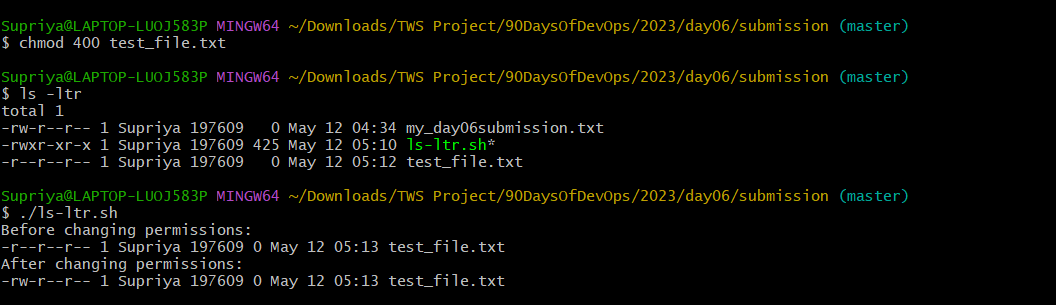 Supriya@LAPTOP-LUOJ583P MINGW64 ~/Downloads/TWS Project/90DaysOfDevOps/2023/day06/submission (master)
$ chmod 400 test_file.txt
Supriya@LAPTOP-LUOJ583P MINGW64 ~/Downloads/TWS Project/90DaysOfDevOps/2023/day06/submission (master)
$ ls -ltr
total 1
-rw-r--r-- 1 Supriya 197609   0 May 12 04:34 my_day06submission.txt
-rwxr-xr-x 1 Supriya 197609 425 May 12 05:10 ls-ltr.sh*
-r--r--r-- 1 Supriya 197609   0 May 12 05:12 test_file.txt
Supriya@LAPTOP-LUOJ583P MINGW64 ~/Downloads/TWS Project/90DaysOfDevOps/2023/day06/submission (master)
$ ./ls-ltr.sh
Before changing permissions:
-r--r--r-- 1 Supriya 197609 0 May 12 05:13 test_file.txt
After changing permissions:
-rw-r--r-- 1 Supriya 197609 0 May 12 05:13 test_file.txt